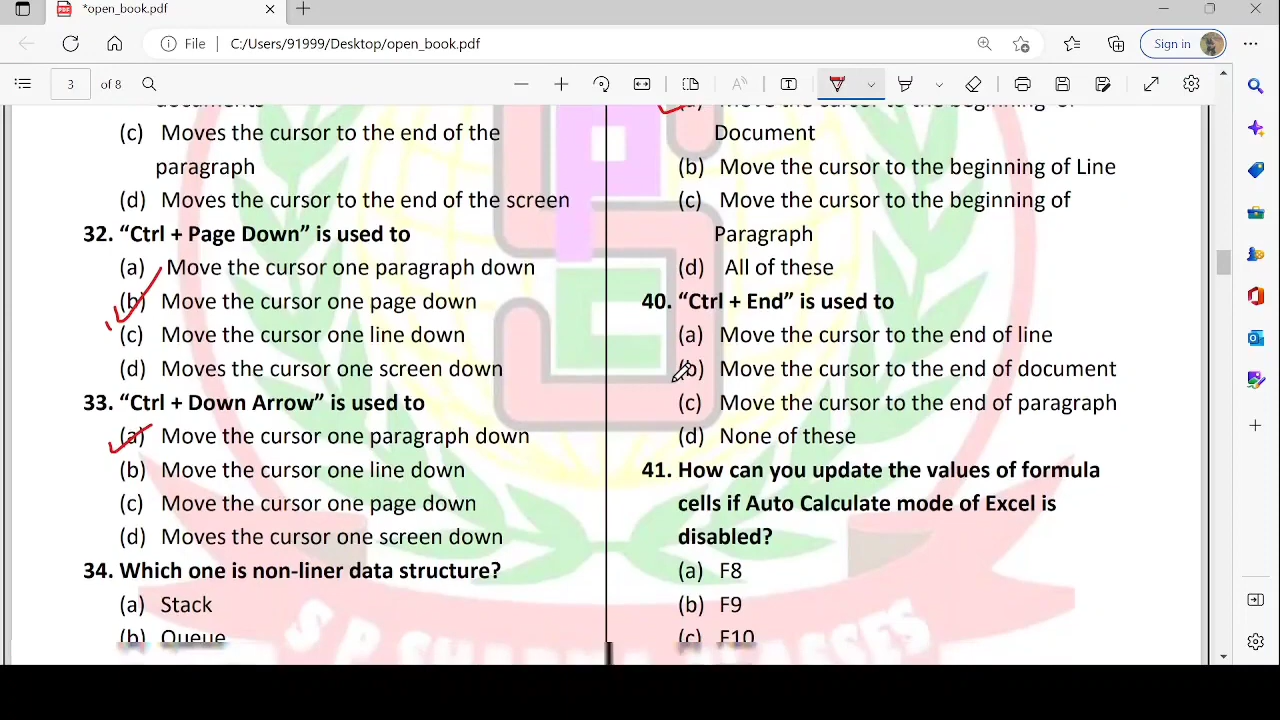 *open_book.pdf
File
C:/Users/91999/Desktop/open_book.pdf
Sign in
3
of 8
documents
(c) Moves the cursor to the end of the
paragraph
(d) Moves the cursor to the end of the screen
32. “Ctrl + Page Down” is used to
(a) Move the cursor one paragraph down
(b) Move the cursor one page down
(c) Move the cursor one line down
(d) Moves the cursor one screen down
33. “Ctrl + Down Arrow” is used to
(a) Move the cursor one paragraph down
(b) Move the cursor one line down
(c) Move the cursor one page down
(d) Moves the cursor one screen down
34. Which one is non-liner data structure?
(a) Stack
(b) Queue
Move the cursor to the beginning of
Document
(b) Move the cursor to the beginning of Line
(c) Move the cursor to the beginning of
Paragraph
(d) All of these
40. “Ctrl + End” is used to
(a) Move the cursor to the end of line
(b) Move the cursor to the end of document
(c) Move the cursor to the end of paragraph
(d) None of these
41. How can you update the values of formula
cells if Auto Calculate mode of Excel is
disabled?
(a) F8
(b) F9
(c) F10